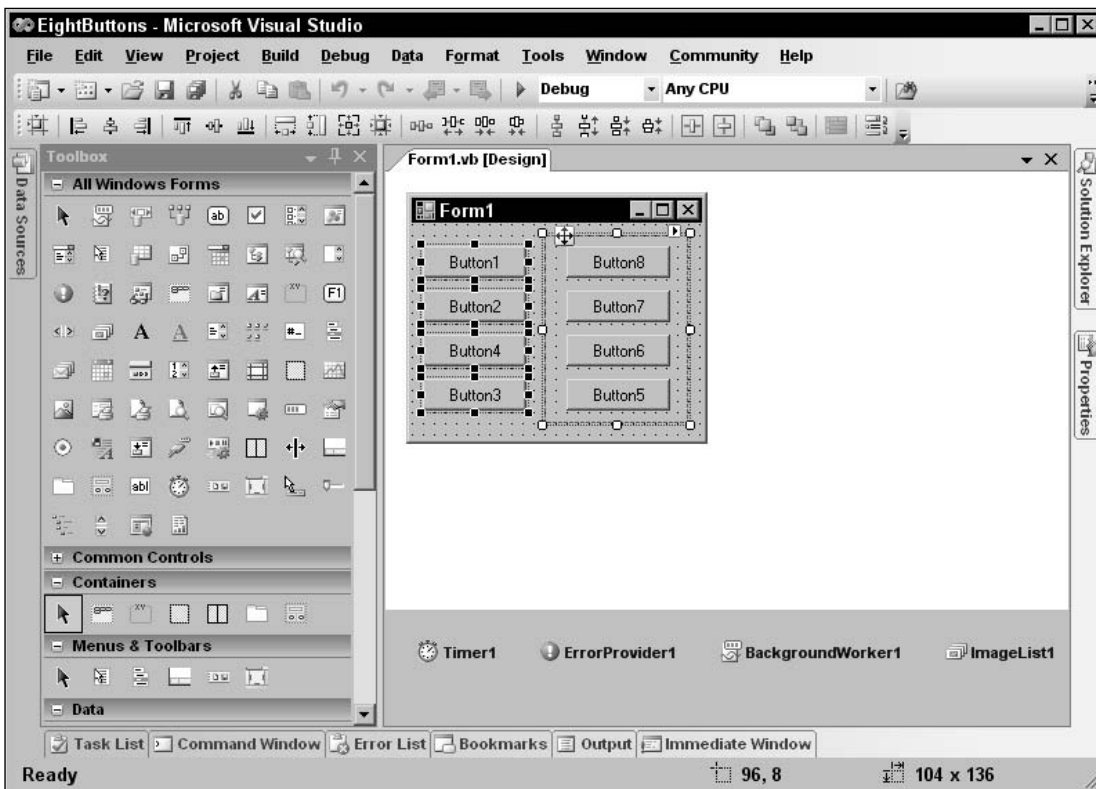 EightButtons - Microsoft Visual Studio
File Edit View Project Build Debug Data Format Tools Window Community Help
Debug Any CPU
Data Sources
Toolbox
All Windows Forms
Common Controls
Containers
Menus & Toolbars
Data
Form1.vb [Design]
Form1
Button1 Button8
Button2 Button7
Button4 Button6
Button3 Button5
Timer1 ErrorProvider1 BackgroundWorker1 ImageList1
Solution Explorer
Properties
Task List Command Window Error List Bookmarks Output Immediate Window
Ready 96, 8 104 x 136